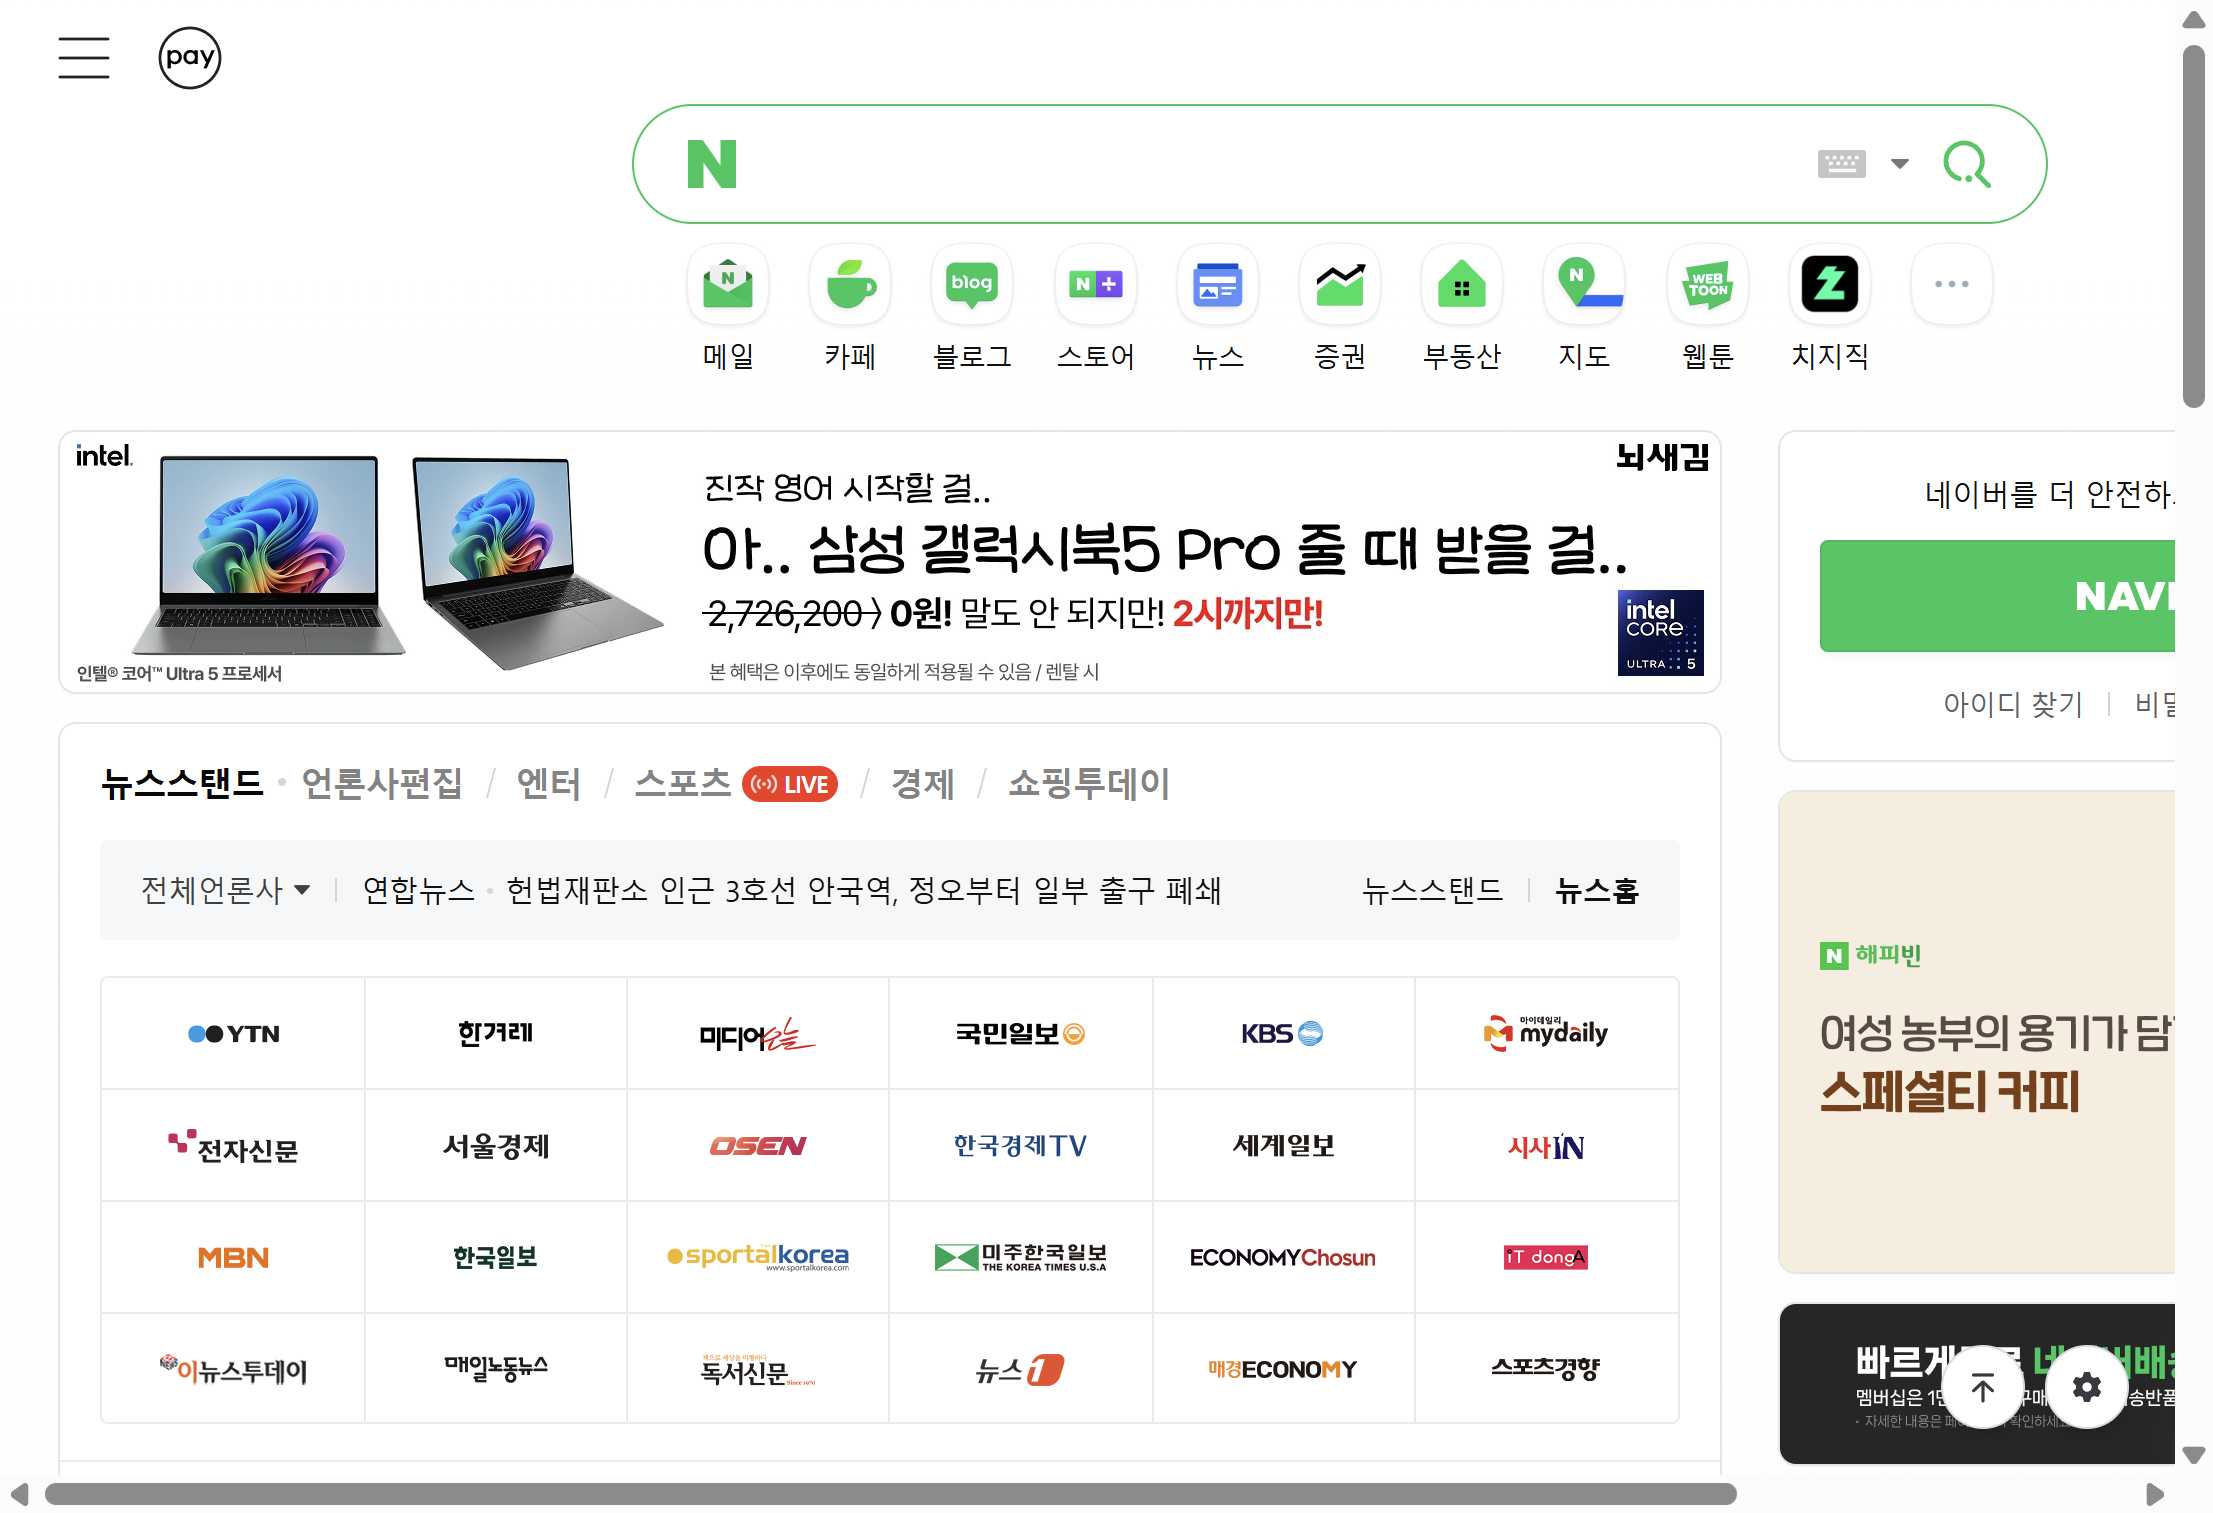 pay
N
N
메일
카페
blog
블로그
N +
스토어
뉴스
증권
부동산
N
지도
WEB
TOON
웹툰
치지직
intel.
인텔® 코어™ Ultra 5 프로세서
진작 영어 시작할 걸..
아.. 삼성 갤럭시북5 Pro 줄 때 받을 걸..
2,726,200 〉 0원! 말도 안 되지만! 2시까지만!
본 혜택은 이후에도 동일하게 적용될 수 있음 / 렌탈 시
뇌새김
intel
CORE
ULTRA 5
네이버를 더 안전하
NAV
아이디 찾기
뉴스스탠드 · 언론사편집 / 엔터 / 스포츠 LIVE / 경제 / 쇼핑투데이
전체언론사 연합뉴스 · 헌법재판소 인근 3호선 안국역, 정오부터 일부 출구 폐쇄 뉴스스탠드 뉴스홈
YTN 한겨레 미디어오늘 국민일보 KBS 마이데일리 mydaily
전자신문 서울경제 OSEN 한국경제TV 세계일보 시사IN
MBN 한국일보 sportalkorea www.sportalkorea.com 미주한국일보 THE KOREA TIMES U.S.A ECONOMYChosun iT dongA
이뉴스투데이 매일노동뉴스 독서신문 Since 1970 뉴스1 매경ECONOMY 스포츠경향
N 해피빈
여성 농부의 용기가 담
스페셜티 커피
빠르게
멤버십은
자세한 내용은 확인하세요